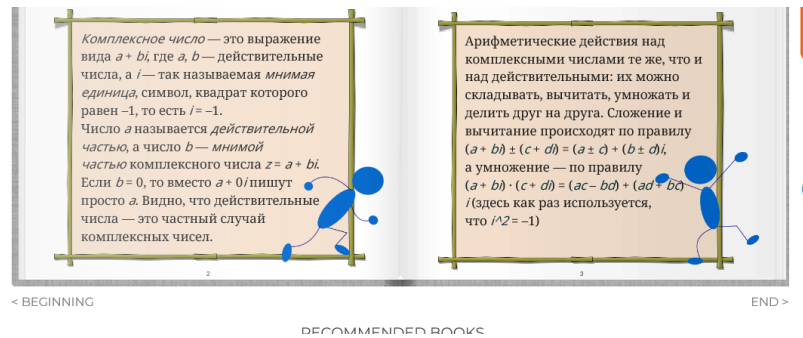 Комплексное число — это выражение
вида a + bi, где a, b — действительные
числа, а i — так называемая мнимая
единица, символ, квадрат которого
равен –1, то есть i = –1.
Число a называется действительной
частью, а число b — мнимой
частью комплексного числа z = a + bi.
Если b = 0, то вместо a + 0i пишут
просто a. Видно, что действительные
числа — это частный случай
комплексных чисел.
2
Арифметические действия над
комплексными числами те же, что и
над действительными: их можно
складывать, вычитать, умножать и
делить друг на друга. Сложение и
вычитание происходят по правилу
(a + bi) ± (c + di) = (a ± c) + (b ± d)i,
а умножение — по правилу
(a + bi) · (c + di) = (ac – bd) + (ad + bc)
i (здесь как раз используется,
что i^2 = –1)
3
< BEGINNING
END >
RECOMMENDED BOOKS